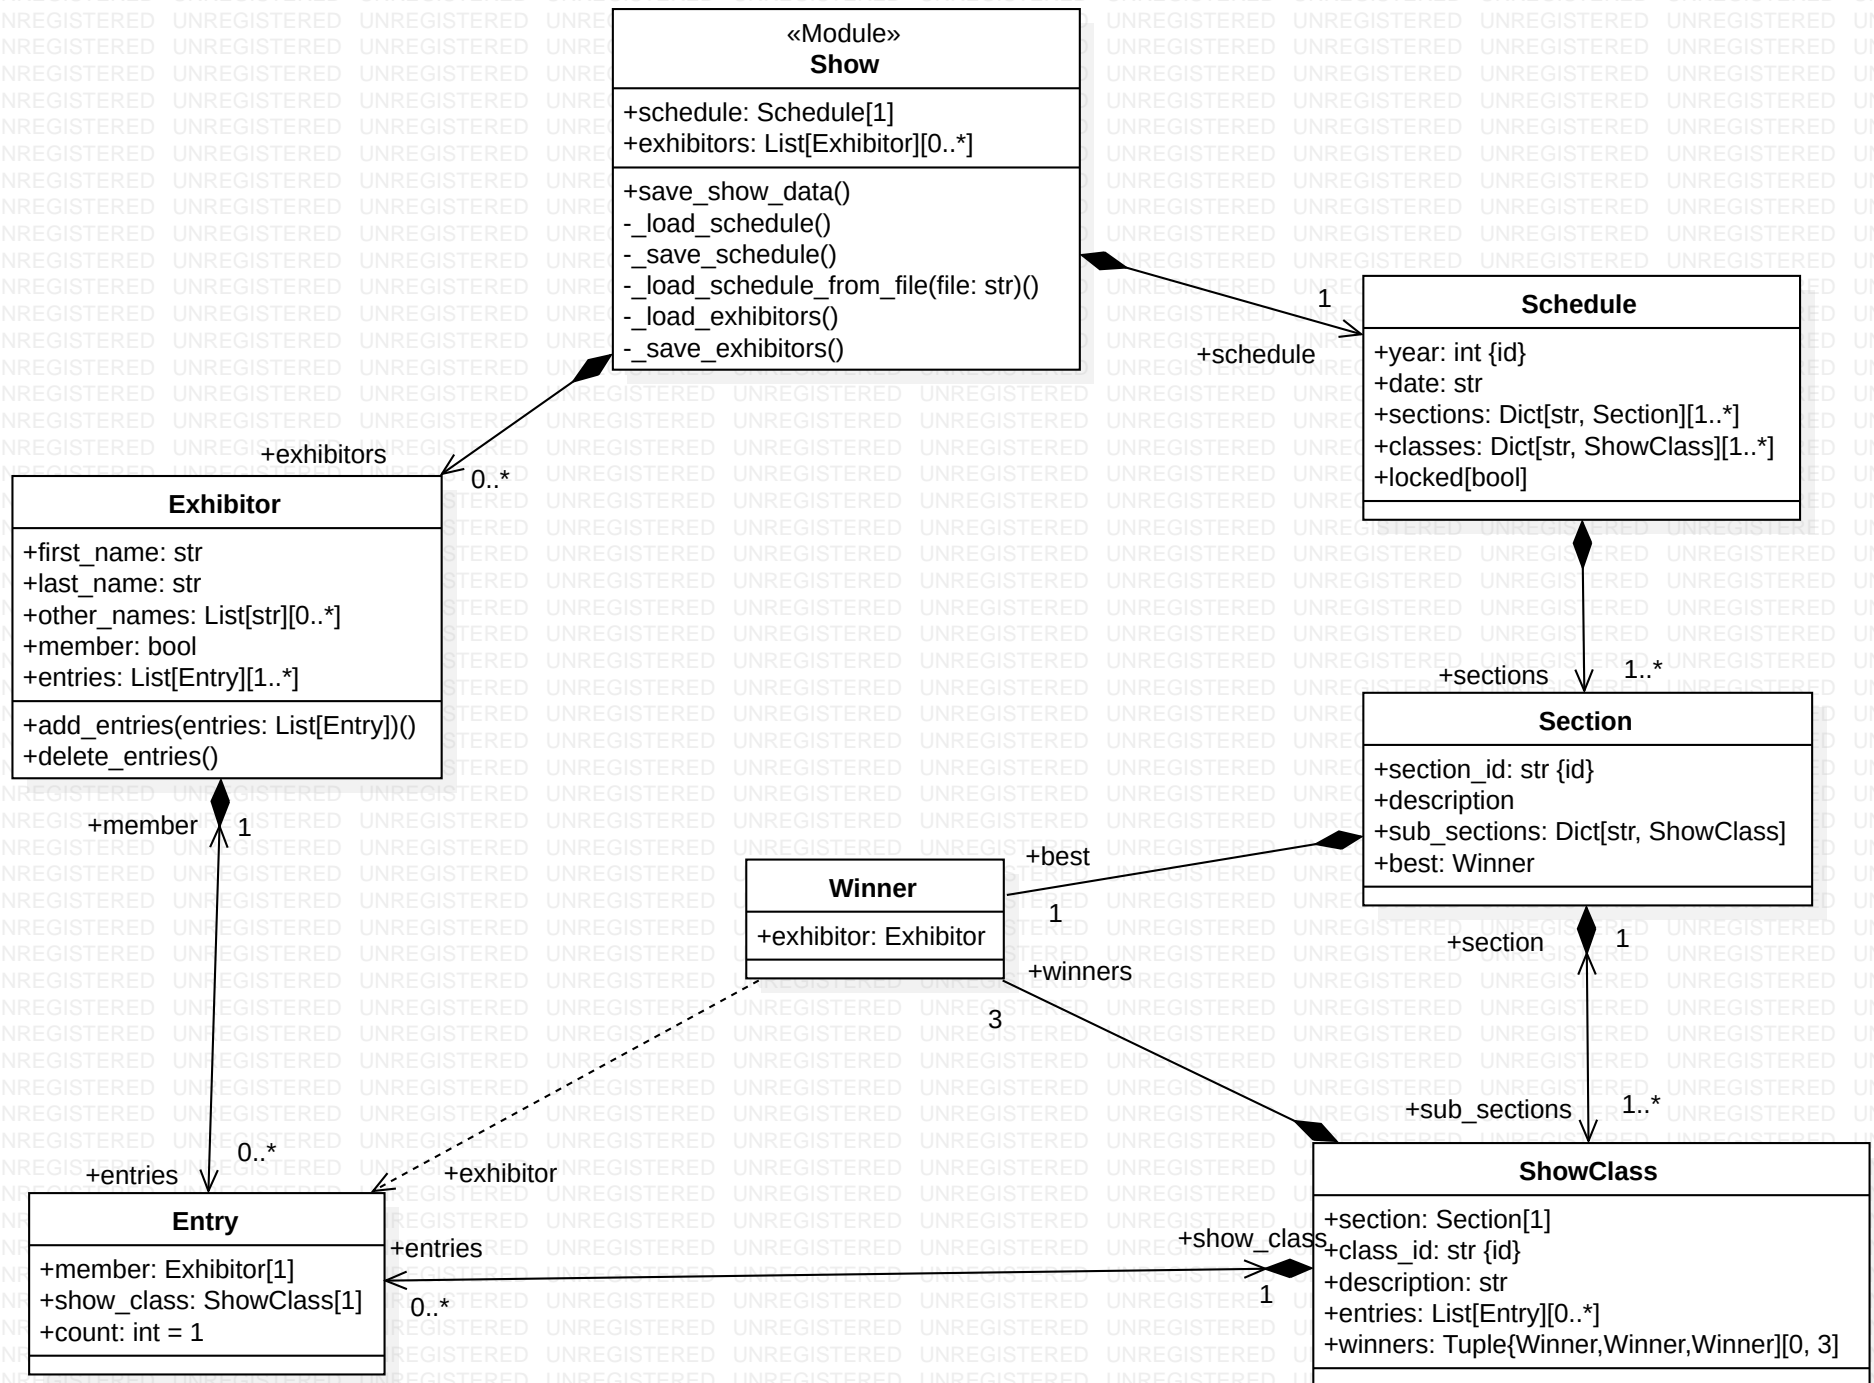 «Module»
Show
+schedule: Schedule[1]
+exhibitors: List[Exhibitor][0..*]
+save_show_data()
-_load_schedule()
-_save_schedule()
-_load_schedule_from_file(file: str)()
-_load_exhibitors()
-_save_exhibitors()
1
+schedule
Schedule
+year: int {id}
+date: str
+sections: Dict[str, Section][1..*]
+classes: Dict[str, ShowClass][1..*]
+locked[bool]
+exhibitors
0..*
Exhibitor
+first_name: str
+last_name: str
+other_names: List[str][0..*]
+member: bool
+entries: List[Entry][1..*]
+add_entries(entries: List[Entry])()
+delete_entries()
+sections
1..*
Section
+section_id: str {id}
+description
+sub_sections: Dict[str, ShowClass]
+best: Winner
+member
1
+best
1
Winner
+exhibitor: Exhibitor
+winners
3
+section
1
+sub_sections
1..*
0..*
+entries
+exhibitor
Entry
+member: Exhibitor[1]
+show_class: ShowClass[1]
+count: int = 1
+entries
0..*
+show_class
1
ShowClass
+section: Section[1]
+class_id: str {id}
+description: str
+entries: List[Entry][0..*]
+winners: Tuple{Winner,Winner,Winner][0, 3]
UNREGISTERED